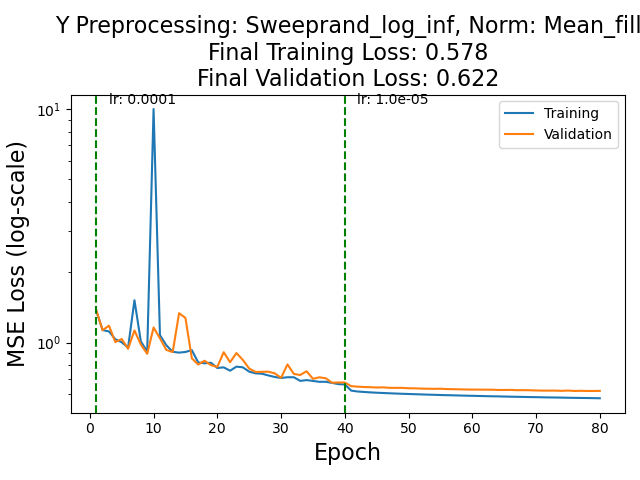 Y Preprocessing: Sweeprand_log_inf, Norm: Mean_fill
Final Training Loss: 0.578
Final Validation Loss: 0.622
lr: 0.0001
lr: 1.0e-05
Training
Validation
MSE Loss (log-scale)
10¹
10⁰
0 10 20 30 40 50 60 70 80
Epoch